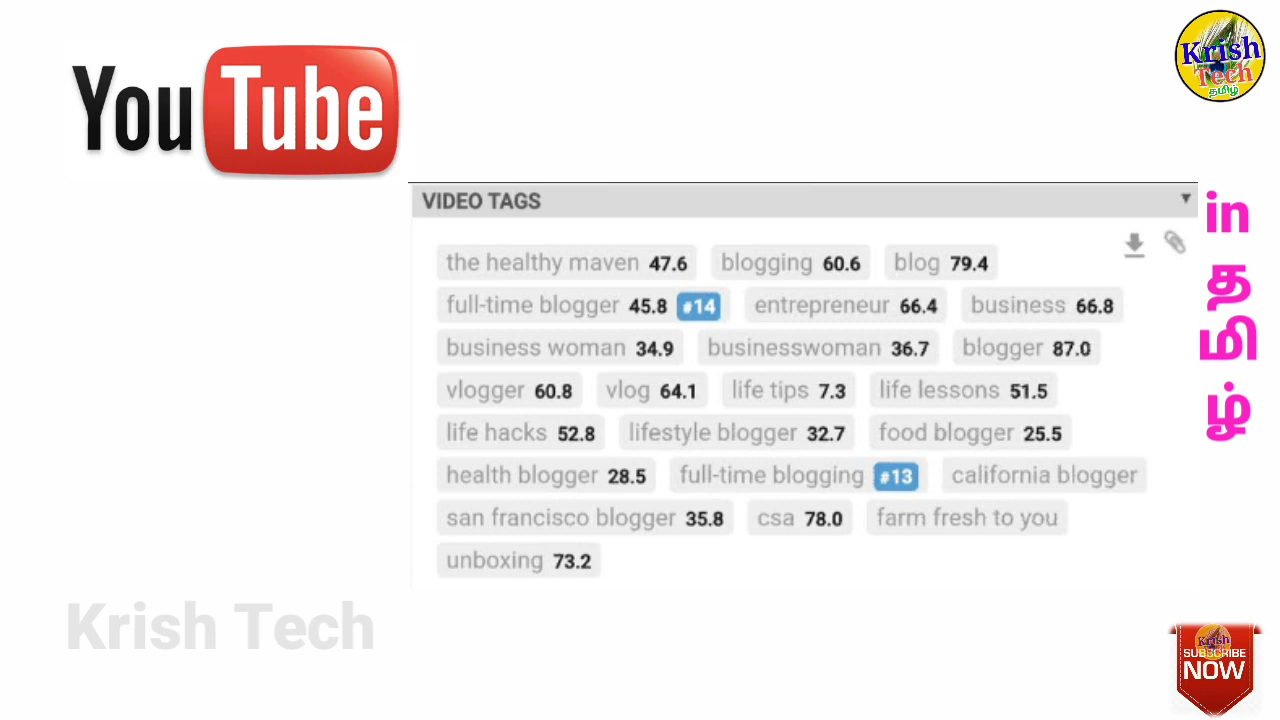 YouTube
Krish
Tech
தமிழ்
VIDEO TAGS
the healthy maven 47.6 blogging 60.6 blog 79.4
full-time blogger 45.8 #14 entrepreneur 66.4 business 66.8
business woman 34.9 businesswoman 36.7 blogger 87.0
vlogger 60.8 vlog 64.1 life tips 7.3 life lessons 51.5
life hacks 52.8 lifestyle blogger 32.7 food blogger 25.5
health blogger 28.5 full-time blogging #13 california blogger
san francisco blogger 35.8 csa 78.0 farm fresh to you
unboxing 73.2
in
த
மி
ழ்
Krish Tech
Krish
SUBSCRIBE
NOW